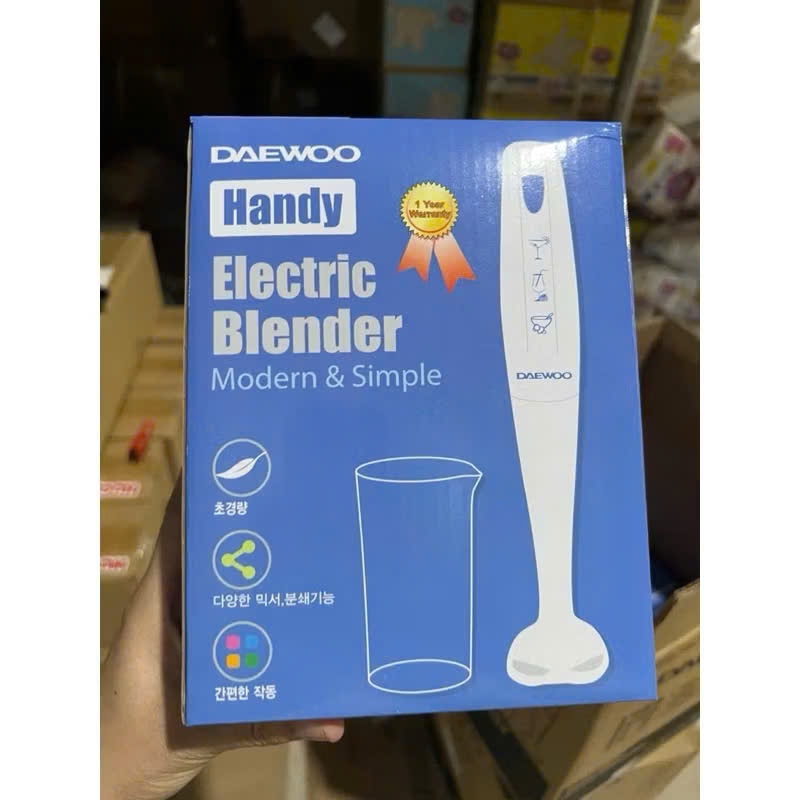 DAEWOO
Handy
1 Year
Warranty
Electric
Blender
Modern & Simple
DAEWOO
초경량
다양한 믹서,분쇄기능
간편한 작동